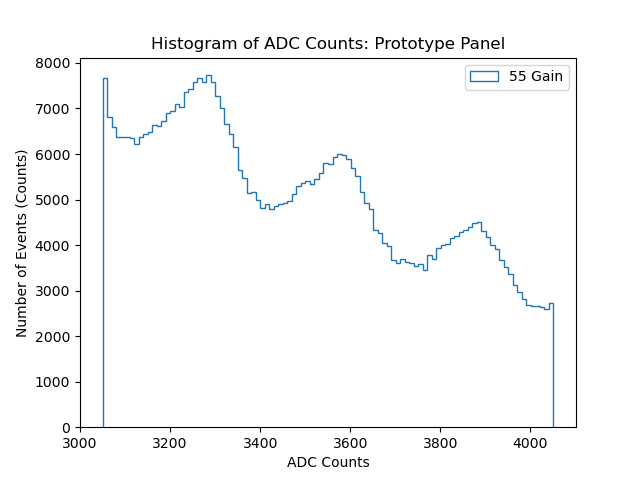 Histogram of ADC Counts: Prototype Panel
55 Gain
Number of Events (Counts)
8000
7000
6000
5000
4000
3000
2000
1000
0
3000 3200 3400 3600 3800 4000
ADC Counts